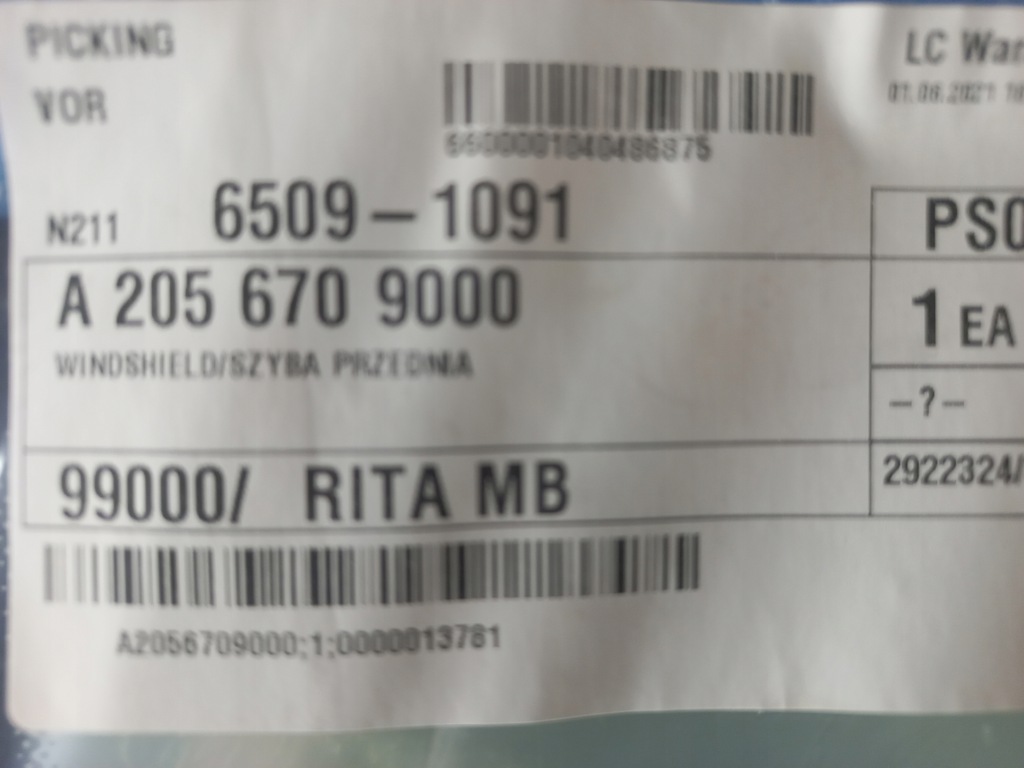 PICKING
LC War
VOR
01.06.2021
6600001040486875
N211 6509-1091
PS0
A 205 670 9000
1 EA
WINDSHIELD/SZYBA PRZEDNIA
-?-
99000/ RITA MB
2922324/
A2056709000;1;0000013781